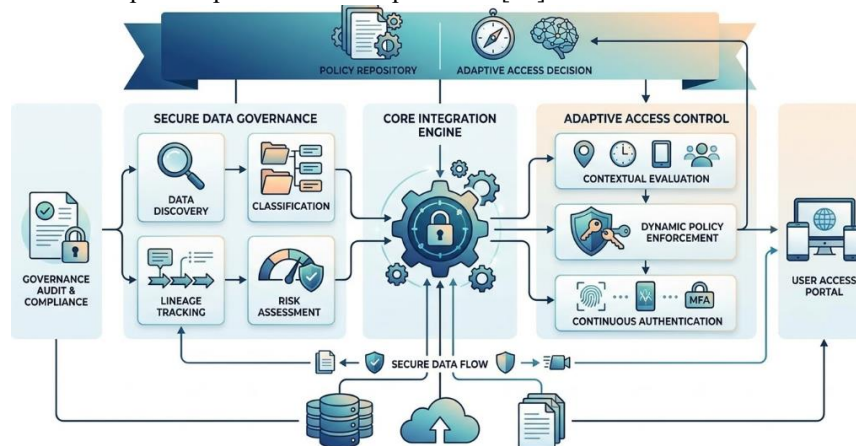 POLICY REPOSITORY
ADAPTIVE ACCESS DECISION
SECURE DATA GOVERNANCE
CORE INTEGRATION
ENGINE
ADAPTIVE ACCESS CONTROL
DATA
DISCOVERY
CLASSIFICATION
CONTEXTUAL EVALUATION
DYNAMIC POLICY
ENFORCEMENT
GOVERNANCE
AUDIT &
COMPLIANCE
LINEAGE
TRACKING
RISK
ASSESSMENT
MFA
CONTINUOUS AUTHENTICATION
USER ACCESS
PORTAL
SECURE DATA FLOW